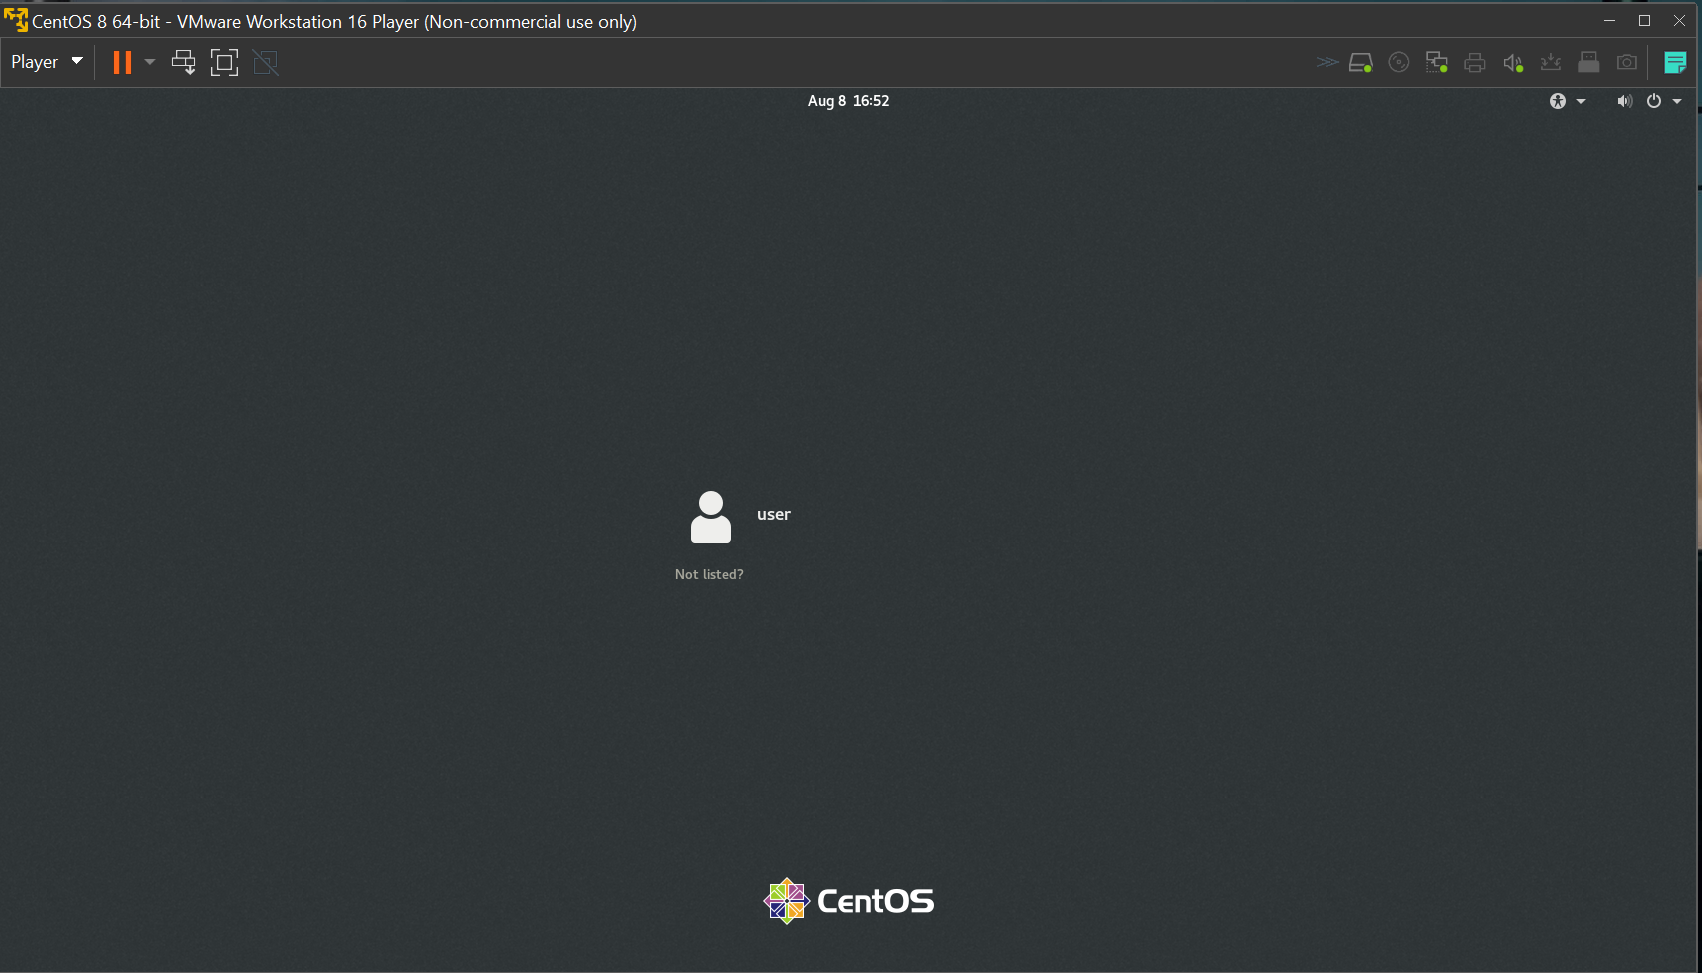 CentOS 8 64-bit - VMware Workstation 16 Player (Non-commercial use only)
Player
Aug 8 16:52
user
Not listed?
CentOS